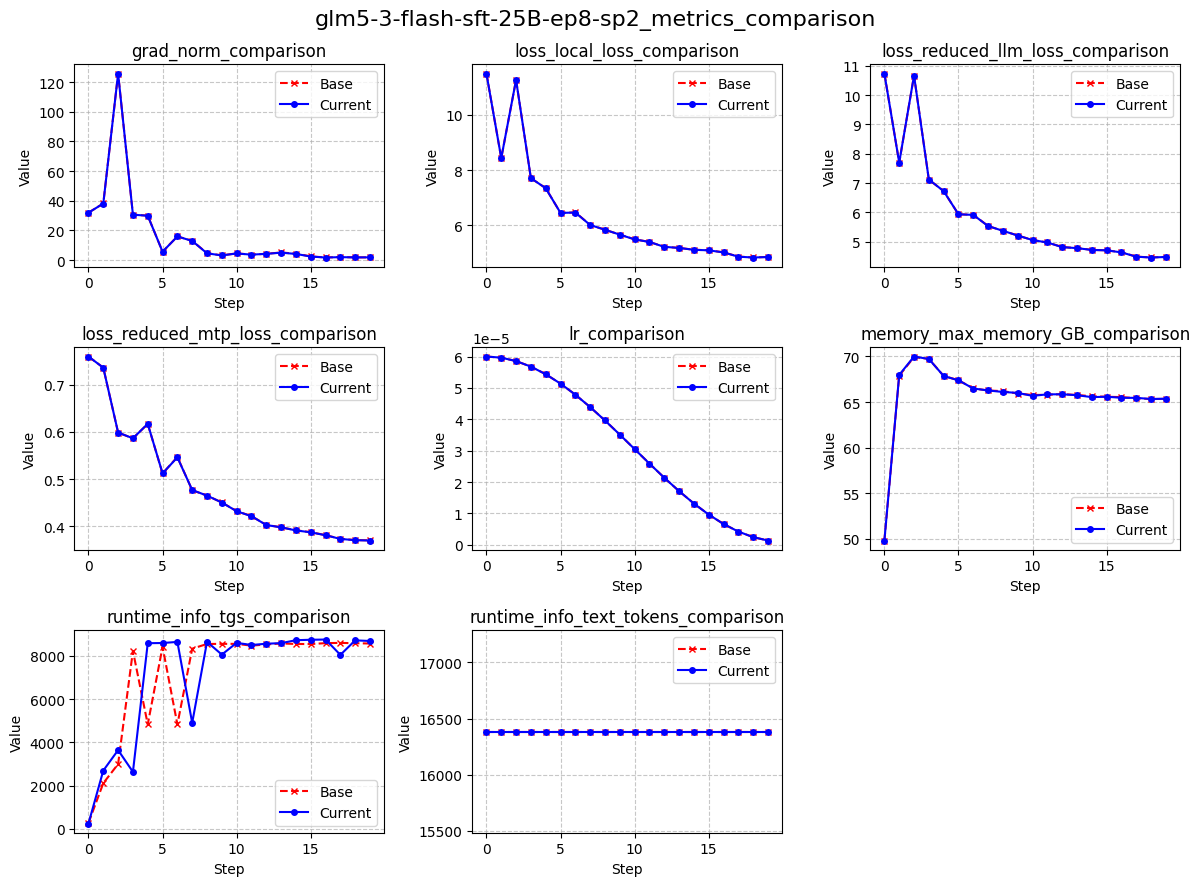 glm5-3-flash-sft-25B-ep8-sp2_metrics_comparison
grad_norm_comparison
120
100
80
60
40
20
0
Value
0 5 10 15
Step
Base
Current
loss_local_loss_comparison
10
8
6
Value
0 5 10 15
Step
Base
Current
loss_reduced_llm_loss_comparison
11
10
9
8
7
6
5
Value
0 5 10 15
Step
Base
Current
loss_reduced_mtp_loss_comparison
0.7
0.6
0.5
0.4
Value
0 5 10 15
Step
Base
Current
lr_comparison
1e−5
6
5
4
3
2
1
0
Value
0 5 10 15
Step
Base
Current
memory_max_memory_GB_comparison
70
65
60
55
50
Value
0 5 10 15
Step
Base
Current
runtime_info_tgs_comparison
8000
6000
4000
2000
0
Value
0 5 10 15
Step
Base
Current
runtime_info_text_tokens_comparison
17000
16500
16000
15500
Value
0 5 10 15
Step
Base
Current